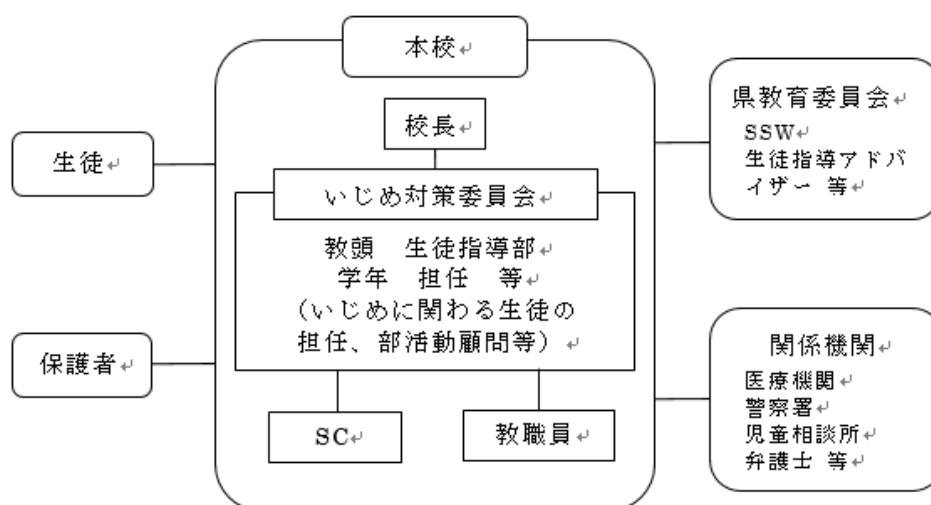 本校
校長
いじめ対策委員会
教頭　生徒指導部
学年　担任　等
（いじめに関わる生徒の
担任、部活動顧問等）
SC
教職員
生徒
保護者
県教育委員会
SSW
生徒指導アドバ
イザー 等
関係機関
医療機関
警察署
児童相談所
弁護士 等